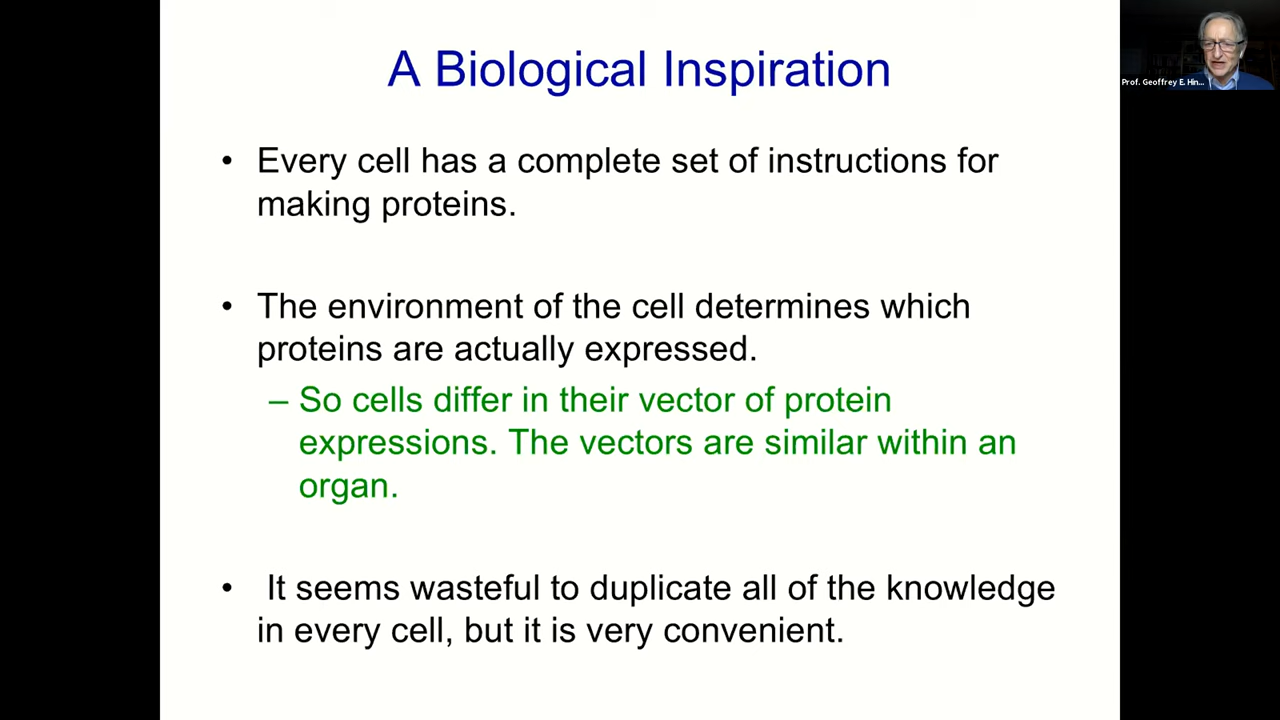 A Biological Inspiration
Prof. Geoffrey E. Hin...
• Every cell has a complete set of instructions for
making proteins.
• The environment of the cell determines which
proteins are actually expressed.
– So cells differ in their vector of protein
expressions. The vectors are similar within an
organ.
• It seems wasteful to duplicate all of the knowledge
in every cell, but it is very convenient.